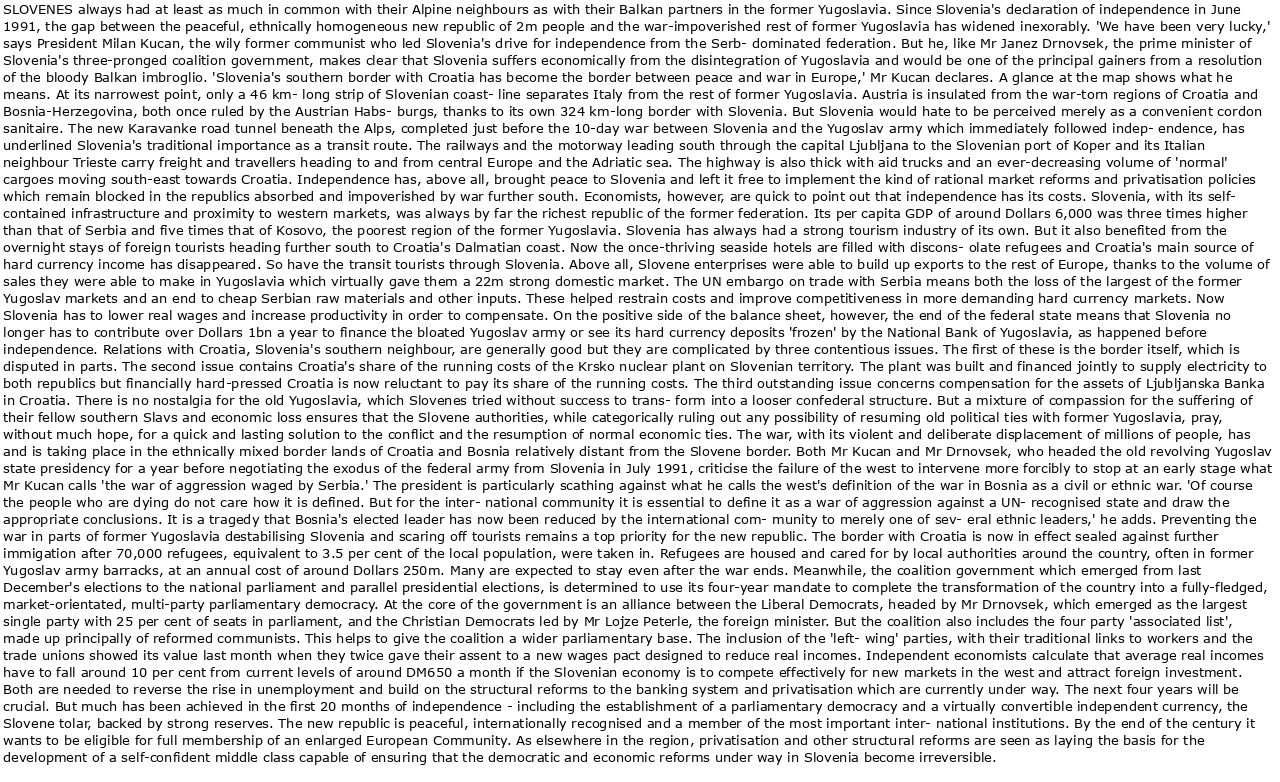 SLOVENES always had at least as much in common with their Alpine neighbours as with their Balkan partners in the former Yugoslavia. Since Slovenia's declaration of independence in June
1991, the gap between the peaceful, ethnically homogeneous new republic of 2m people and the war-impoverished rest of former Yugoslavia has widened inexorably. 'We have been very lucky,'
says President Milan Kucan, the wily former communist who led Slovenia's drive for independence from the Serb- dominated federation. But he, like Mr Janez Drnovsek, the prime minister of
Slovenia's three-pronged coalition government, makes clear that Slovenia suffers economically from the disintegration of Yugoslavia and would be one of the principal gainers from a resolution
of the bloody Balkan imbroglio. 'Slovenia's southern border with Croatia has become the border between peace and war in Europe,' Mr Kucan declares. A glance at the map shows what he
means. At its narrowest point, only a 46 km- long strip of Slovenian coast- line separates Italy from the rest of former Yugoslavia. Austria is insulated from the war-torn regions of Croatia and
Bosnia-Herzegovina, both once ruled by the Austrian Habs- burgs, thanks to its own 324 km-long border with Slovenia. But Slovenia would hate to be perceived merely as a convenient cordon
sanitaire. The new Karavanke road tunnel beneath the Alps, completed just before the 10-day war between Slovenia and the Yugoslav army which immediately followed indep- endence, has
underlined Slovenia's traditional importance as a transit route. The railways and the motorway leading south through the capital Ljubljana to the Slovenian port of Koper and its Italian
neighbour Trieste carry freight and travellers heading to and from central Europe and the Adriatic sea. The highway is also thick with aid trucks and an ever-decreasing volume of 'normal'
cargoes moving south-east towards Croatia. Independence has, above all, brought peace to Slovenia and left it free to implement the kind of rational market reforms and privatisation policies
which remain blocked in the republics absorbed and impoverished by war further south. Economists, however, are quick to point out that independence has its costs. Slovenia, with its self-
contained infrastructure and proximity to western markets, was always by far the richest republic of the former federation. Its per capita GDP of around Dollars 6,000 was three times higher
than that of Serbia and five times that of Kosovo, the poorest region of the former Yugoslavia. Slovenia has always had a strong tourism industry of its own. But it also benefited from the
overnight stays of foreign tourists heading further south to Croatia's Dalmatian coast. Now the once-thriving seaside hotels are filled with discons- olate refugees and Croatia's main source of
hard currency income has disappeared. So have the transit tourists through Slovenia. Above all, Slovene enterprises were able to build up exports to the rest of Europe, thanks to the volume of
sales they were able to make in Yugoslavia which virtually gave them a 22m strong domestic market. The UN embargo on trade with Serbia means both the loss of the largest of the former
Yugoslav markets and an end to cheap Serbian raw materials and other inputs. These helped restrain costs and improve competitiveness in more demanding hard currency markets. Now
Slovenia has to lower real wages and increase productivity in order to compensate. On the positive side of the balance sheet, however, the end of the federal state means that Slovenia no
longer has to contribute over Dollars 1bn a year to finance the bloated Yugoslav army or see its hard currency deposits 'frozen' by the National Bank of Yugoslavia, as happened before
independence. Relations with Croatia, Slovenia's southern neighbour, are generally good but they are complicated by three contentious issues. The first of these is the border itself, which is
disputed in parts. The second issue contains Croatia's share of the running costs of the Krsko nuclear plant on Slovenian territory. The plant was built and financed jointly to supply electricity to
both republics but financially hard-pressed Croatia is now reluctant to pay its share of the running costs. The third outstanding issue concerns compensation for the assets of Ljubljanska Banka
in Croatia. There is no nostalgia for the old Yugoslavia, which Slovenes tried without success to trans- form into a looser confederal structure. But a mixture of compassion for the suffering of
their fellow southern Slavs and economic loss ensures that the Slovene authorities, while categorically ruling out any possibility of resuming old political ties with former Yugoslavia, pray,
without much hope, for a quick and lasting solution to the conflict and the resumption of normal economic ties. The war, with its violent and deliberate displacement of millions of people, has
and is taking place in the ethnically mixed border lands of Croatia and Bosnia relatively distant from the Slovene border. Both Mr Kucan and Mr Drnovsek, who headed the old revolving Yugoslav
state presidency for a year before negotiating the exodus of the federal army from Slovenia in July 1991, criticise the failure of the west to intervene more forcibly to stop at an early stage what
Mr Kucan calls 'the war of aggression waged by Serbia.' The president is particularly scathing against what he calls the west's definition of the war in Bosnia as a civil or ethnic war. 'Of course
the people who are dying do not care how it is defined. But for the inter- national community it is essential to define it as a war of aggression against a UN- recognised state and draw the
appropriate conclusions. It is a tragedy that Bosnia's elected leader has now been reduced by the international com- munity to merely one of sev- eral ethnic leaders,' he adds. Preventing the
war in parts of former Yugoslavia destabilising Slovenia and scaring off tourists remains a top priority for the new republic. The border with Croatia is now in effect sealed against further
immigation after 70,000 refugees, equivalent to 3.5 per cent of the local population, were taken in. Refugees are housed and cared for by local authorities around the country, often in former
Yugoslav army barracks, at an annual cost of around Dollars 250m. Many are expected to stay even after the war ends. Meanwhile, the coalition government which emerged from last
December's elections to the national parliament and parallel presidential elections, is determined to use its four-year mandate to complete the transformation of the country into a fully-fledged,
market-orientated, multi-party parliamentary democracy. At the core of the government is an alliance between the Liberal Democrats, headed by Mr Drnovsek, which emerged as the largest
single party with 25 per cent of seats in parliament, and the Christian Democrats led by Mr Lojze Peterle, the foreign minister. But the coalition also includes the four party 'associated list',
made up principally of reformed communists. This helps to give the coalition a wider parliamentary base. The inclusion of the 'left- wing' parties, with their traditional links to workers and the
trade unions showed its value last month when they twice gave their assent to a new wages pact designed to reduce real incomes. Independent economists calculate that average real incomes
have to fall around 10 per cent from current levels of around DM650 a month if the Slovenian economy is to compete effectively for new markets in the west and attract foreign investment.
Both are needed to reverse the rise in unemployment and build on the structural reforms to the banking system and privatisation which are currently under way. The next four years will be
crucial. But much has been achieved in the first 20 months of independence - including the establishment of a parliamentary democracy and a virtually convertible independent currency, the
Slovene tolar, backed by strong reserves. The new republic is peaceful, internationally recognised and a member of the most important inter- national institutions. By the end of the century it
wants to be eligible for full membership of an enlarged European Community. As elsewhere in the region, privatisation and other structural reforms are seen as laying the basis for the
development of a self-confident middle class capable of ensuring that the democratic and economic reforms under way in Slovenia become irreversible.